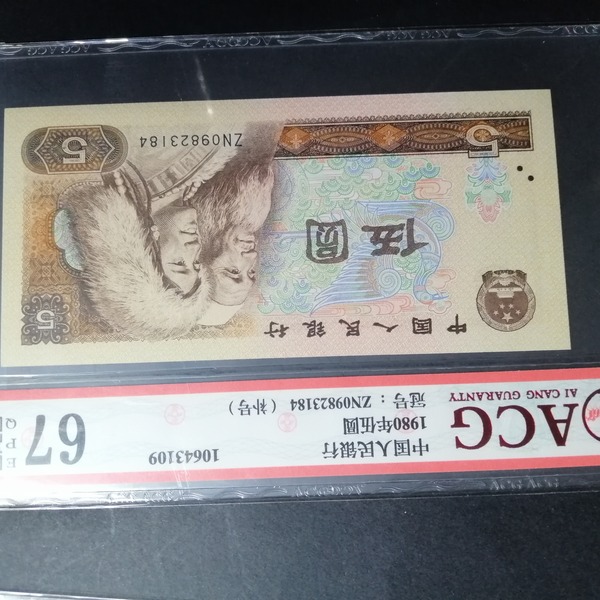 ACG
AI CANG GUARANTY
中国人民银行
1980年伍圆
冠号：ZN09823184（补号）
10643109
67
E P
Q
中国人民银行
伍圆
5
5
5
ZN09823184